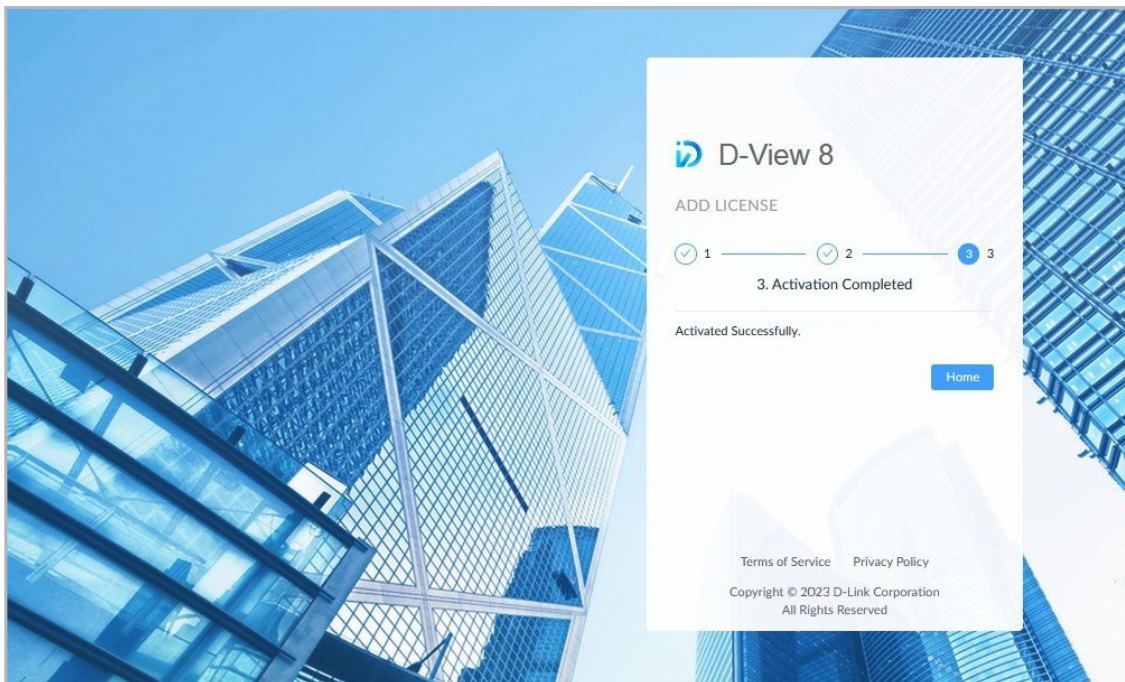 D-View 8
ADD LICENSE
1 2 3 3
3. Activation Completed
Activated Successfully.
Home
Terms of Service Privacy Policy
Copyright © 2023 D-Link Corporation
All Rights Reserved